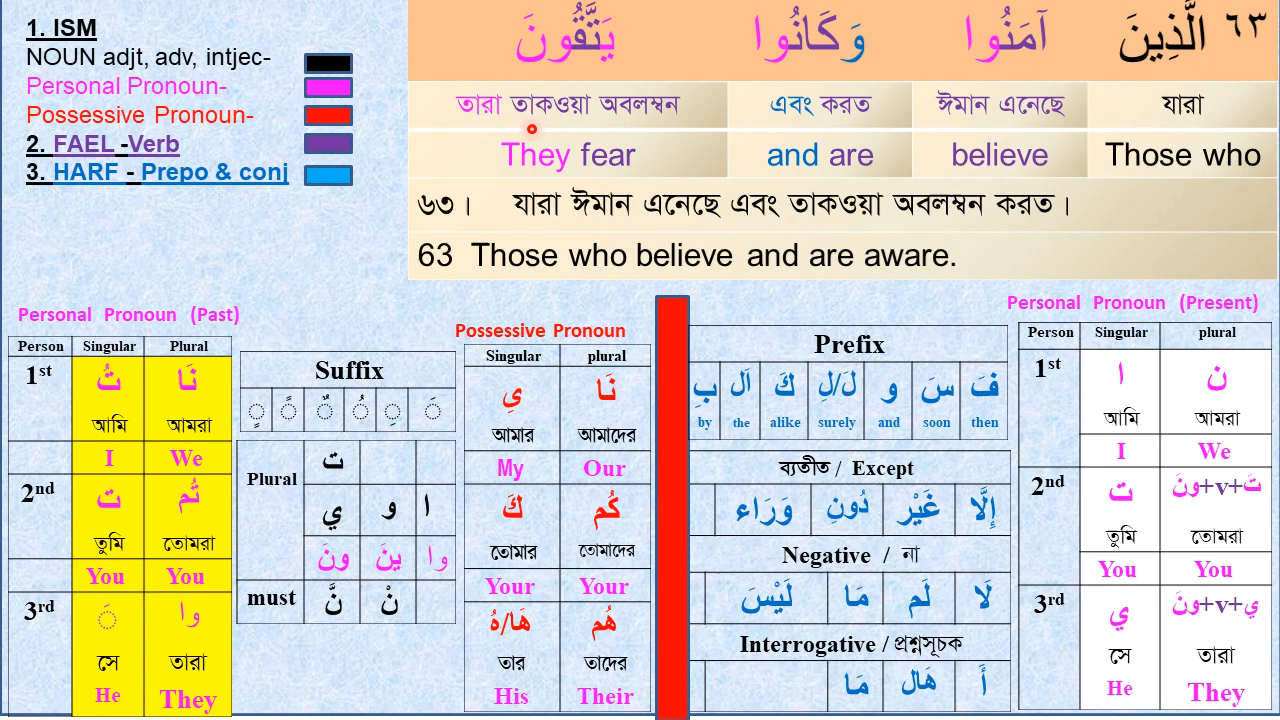 1. ISM
NOUN adjt, adv, intjec-
Personal Pronoun-
Possessive Pronoun-
2. FAEL -Verb
3. HARF - Prepo & conj
٦٣ الَّذِينَ آمَنُوا وَكَانُوا يَتَّقُونَ
যারা ঈমান এনেছে এবং করত তারা তাকওয়া অবলম্বন
Those who believe and are They fear
৬৩। যারা ঈমান এনেছে এবং তাকওয়া অবলম্বন করত।
63 Those who believe and are aware.
Personal Pronoun (Past)
Person Singular Plural
1st تُ نَا
আমি আমরা
I We
2nd ت تُم
তুমি তোমরা
You You
3rd َ وا
সে তারা
He They
Suffix
ٍ ً ٌ ُ ِ َ
Plural ت
ي و ا
ونَ ينَ وا
must نَّ نْ
Possessive Pronoun
Singular plural
يِ نَا
আমার আমাদের
My Our
كَ كُم
তোমার তোমাদের
Your Your
هَا/هُ هُم
তার তাদের
His Their
Prefix
بِ اَل كَ لَ/لِ و سَ فَ
by the alike surely and soon then
ব্যতীত / Except
وَرَاء دُونِ غَيْر إِلَّا
Negative / না
لَيْسَ مَا لَم لَا
Interrogative / প্রশ্নসূচক
مَا هَال أَ
Personal Pronoun (Present)
Person Singular plural
1st ا ن
আমি আমরা
I We
2nd ت تَ+v+ونَ
তুমি তোমরা
You You
3rd ي ي+v+ونَ
সে তারা
He They